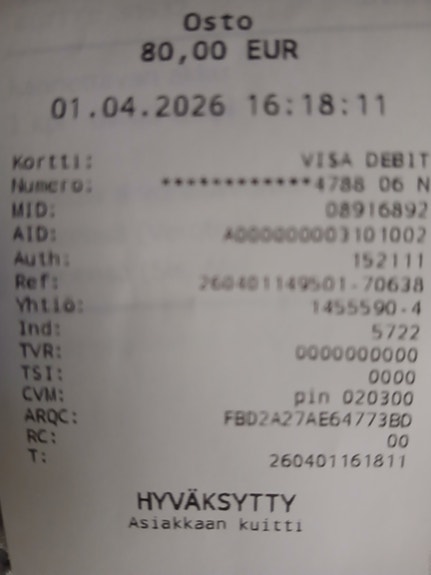 Osto
80,00 EUR
01.04.2026 16:18:11
Kortti: VISA DEBIT
Numero: ************4788 06 N
MID: 08916892
AID: A0000000031010​02
Auth: 152111
Ref: 260401149501-70638
Yhtiö: 1455590-4
Ind: 5722
TVR: 0000000000
TSI: 0000
CVM: pin 020300
ARQC: FBD2A27AE64773BD
RC: 00
T: 260401161811
HYVÄKSYTTY
Asiakkaan kuitti